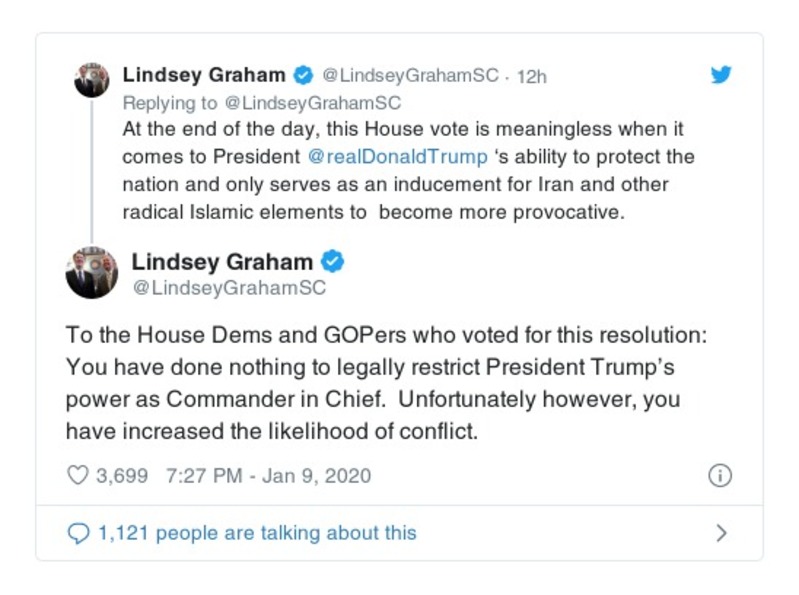 Lindsey Graham @LindseyGrahamSC · 12h
Replying to @LindseyGrahamSC
At the end of the day, this House vote is meaningless when it
comes to President @realDonaldTrump ‘s ability to protect the
nation and only serves as an inducement for Iran and other
radical Islamic elements to  become more provocative.
Lindsey Graham
@LindseyGrahamSC
To the House Dems and GOPers who voted for this resolution:
You have done nothing to legally restrict President Trump’s
power as Commander in Chief.  Unfortunately however, you
have increased the likelihood of conflict.
3,699 7:27 PM - Jan 9, 2020
1,121 people are talking about this